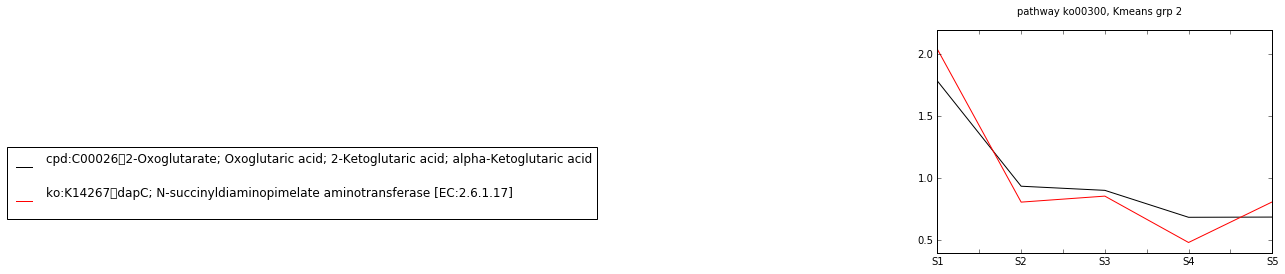 pathway ko00300, Kmeans grp 2
2.0
1.5
1.0
0.5
S1 S2 S3 S4 S5
cpd:C00026▯2-Oxoglutarate; Oxoglutaric acid; 2-Ketoglutaric acid; alpha-Ketoglutaric acid
ko:K14267▯dapC; N-succinyldiaminopimelate aminotransferase [EC:2.6.1.17]